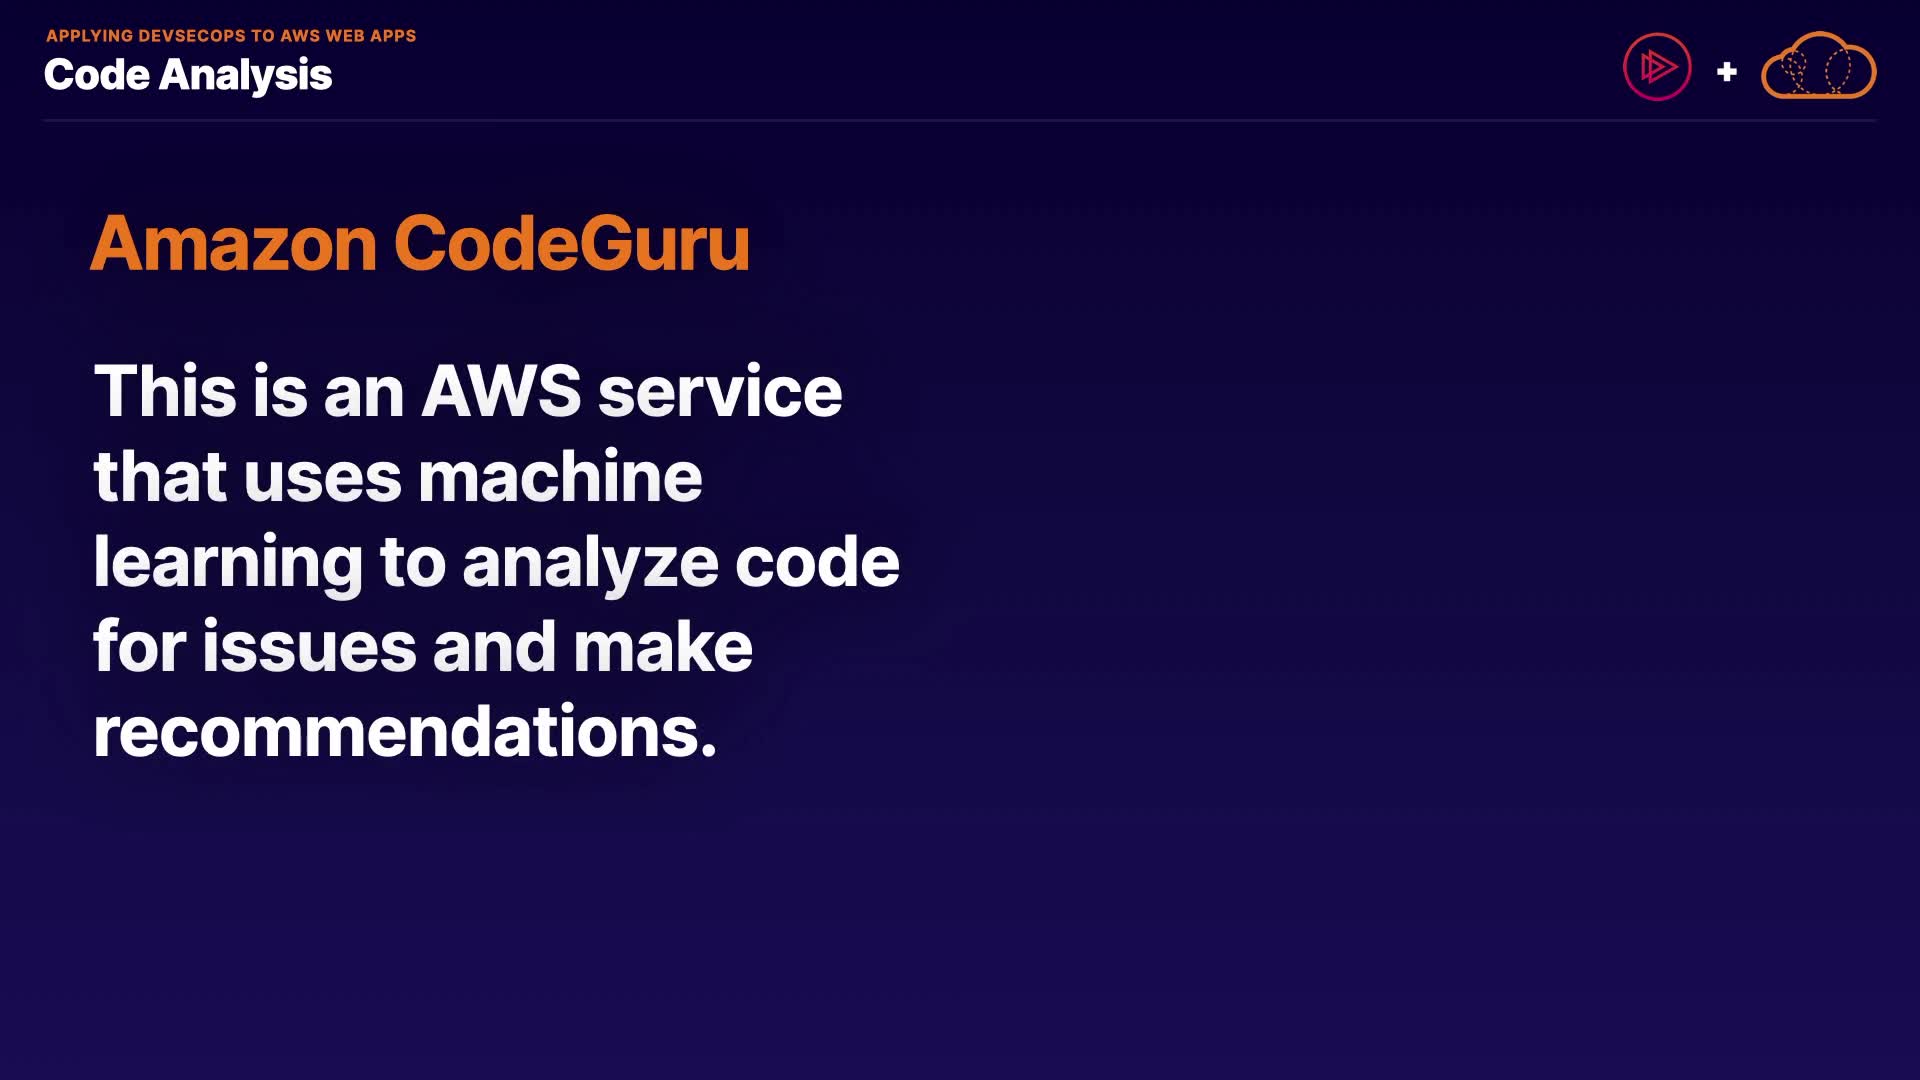 APPLYING DEVSECOPS TO AWS WEB APPS
Code Analysis
+
Amazon CodeGuru
This is an AWS service
that uses machine
learning to analyze code
for issues and make
recommendations.